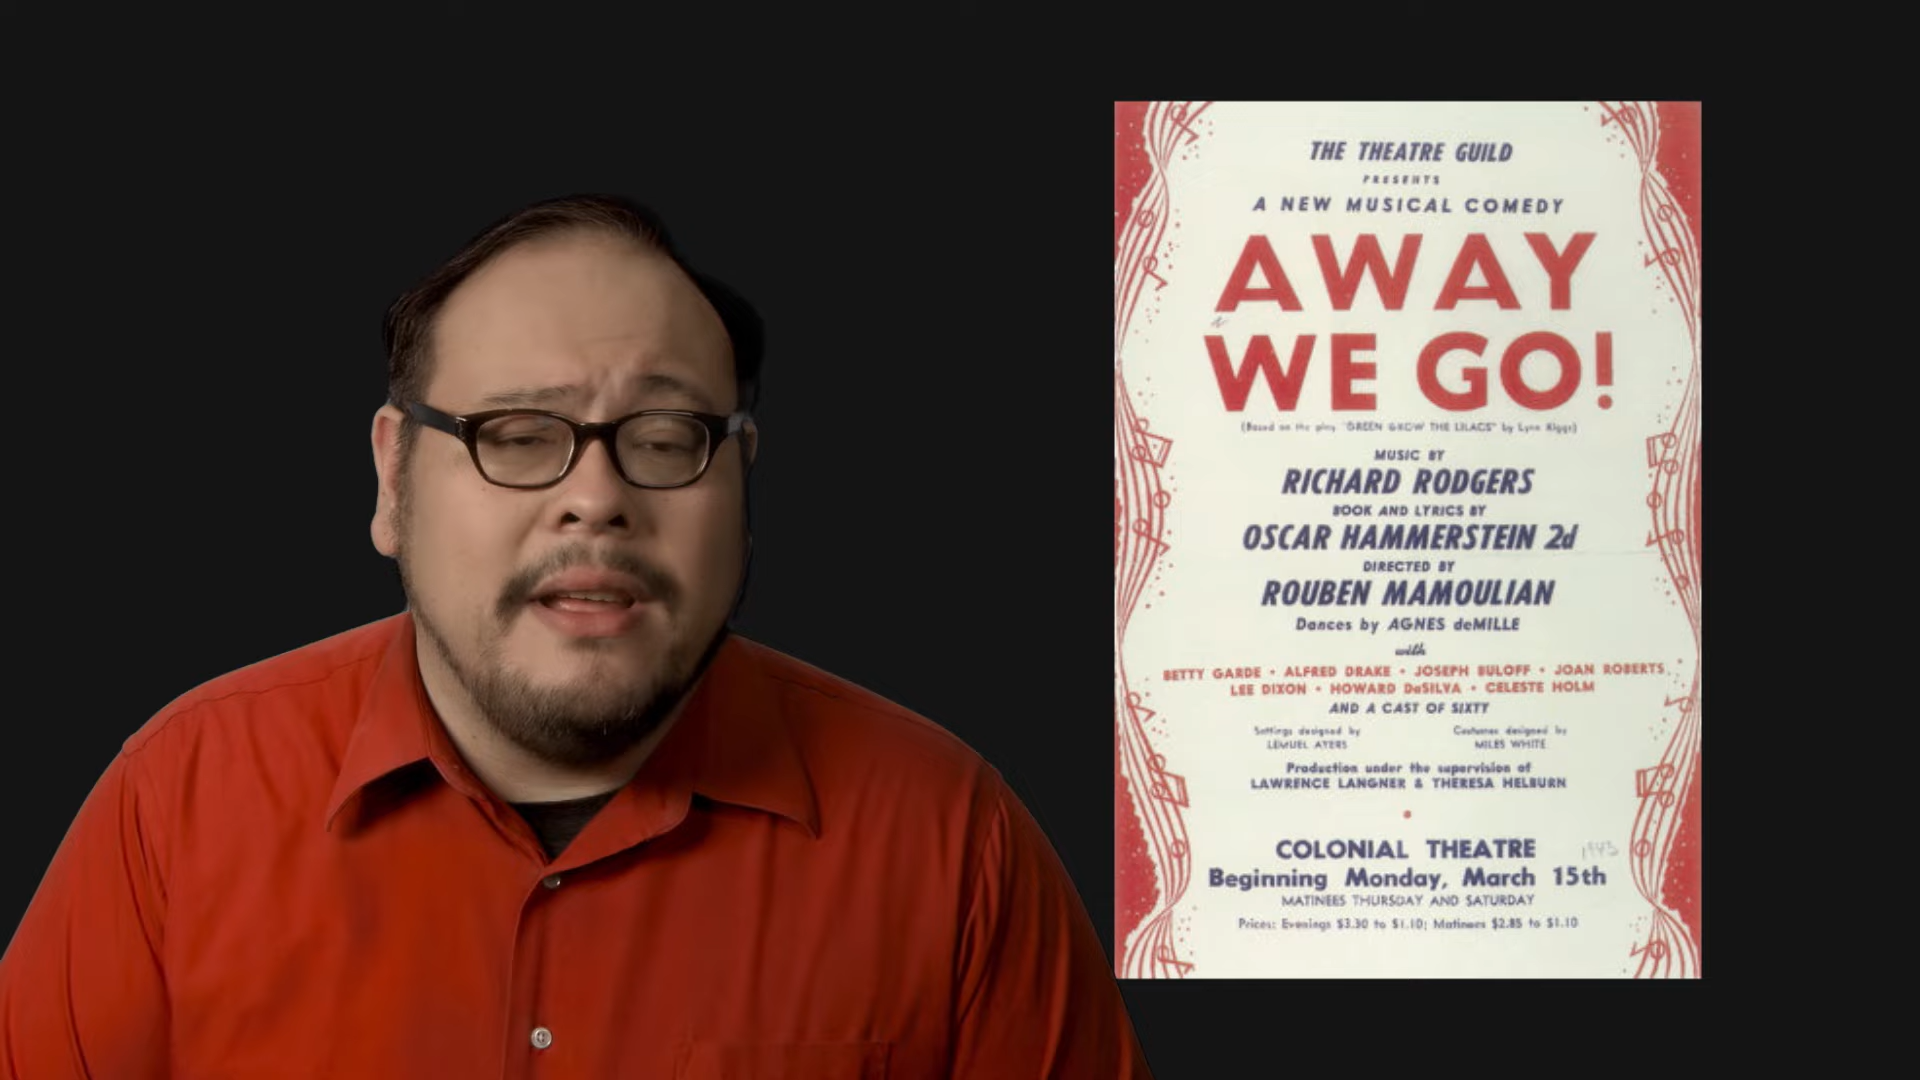 THE THEATRE GUILD
PRESENTS
A NEW MUSICAL COMEDY
AWAY
WE GO!
(Based on the play "GREEN GROW THE LILACS" by Lynn Riggs)
MUSIC BY
RICHARD RODGERS
BOOK AND LYRICS BY
OSCAR HAMMERSTEIN 2d
DIRECTED BY
ROUBEN MAMOULIAN
Dances by AGNES deMILLE
with
BETTY GARDE • ALFRED DRAKE • JOSEPH BULOFF • JOAN ROBERTS
LEE DIXON • HOWARD DaSILVA • CELESTE HOLM
AND A CAST OF SIXTY
Settings designed by
LEMUEL AYERS
Costumes designed by
MILES WHITE
Production under the supervision of
LAWRENCE LANGNER & THERESA HELBURN
COLONIAL THEATRE
1943
Beginning Monday, March 15th
MATINEES THURSDAY AND SATURDAY
Prices: Evenings $3.30 to $1.10; Matinees $2.85 to $1.10